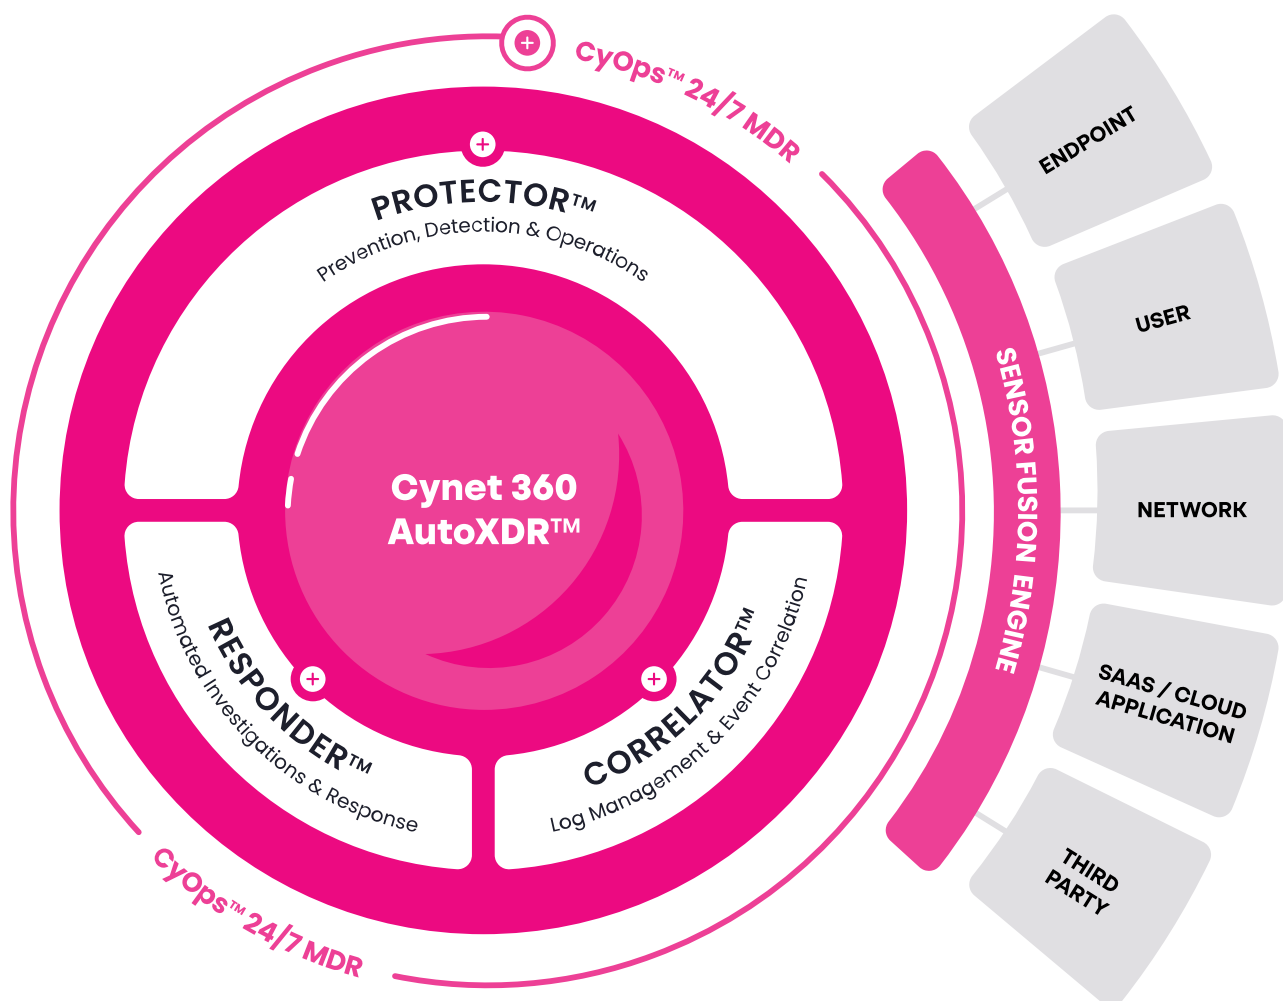 CyOps™ 24/7 MDR
PROTECTOR™
Prevention, Detection & Operations
Cynet 360
AutoXDR™
RESPONDER™
Automated Investigations & Response
CORRELATOR™
Log Management & Event Correlation
CyOps™ 24/7 MDR
SENSOR FUSION ENGINE
ENDPOINT
USER
NETWORK
SAAS / CLOUD
APPLICATION
THIRD
PARTY